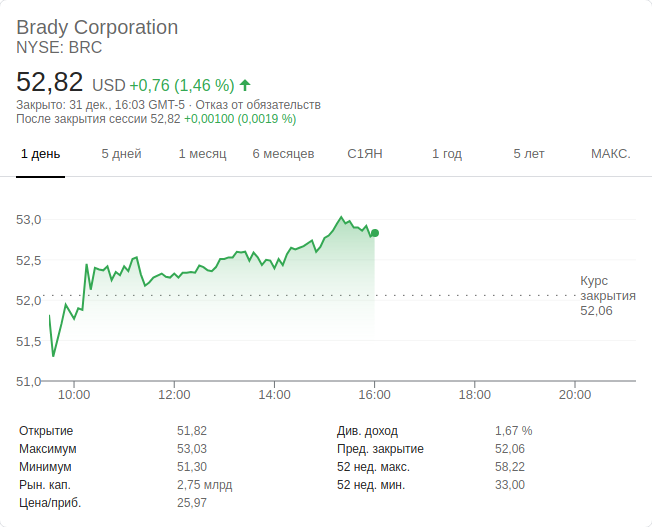 Brady Corporation
NYSE: BRC
52,82 USD +0,76 (1,46 %)
Закрыто: 31 дек., 16:03 GMT-5 · Отказ от обязательств
После закрытия сессии 52,82 +0,00100 (0,0019 %)
1 день 5 дней 1 месяц 6 месяцев С1ЯН 1 год 5 лет МАКС.
53,0
52,5
52,0
51,5
51,0
Курс
закрытия
52,06
10:00 12:00 14:00 16:00 18:00 20:00
Открытие 51,82 Див. доход 1,67 %
Максимум 53,03 Пред. закрытие 52,06
Минимум 51,30 52 нед. макс. 58,22
Рын. кап. 2,75 млрд 52 нед. мин. 33,00
Цена/приб. 25,97